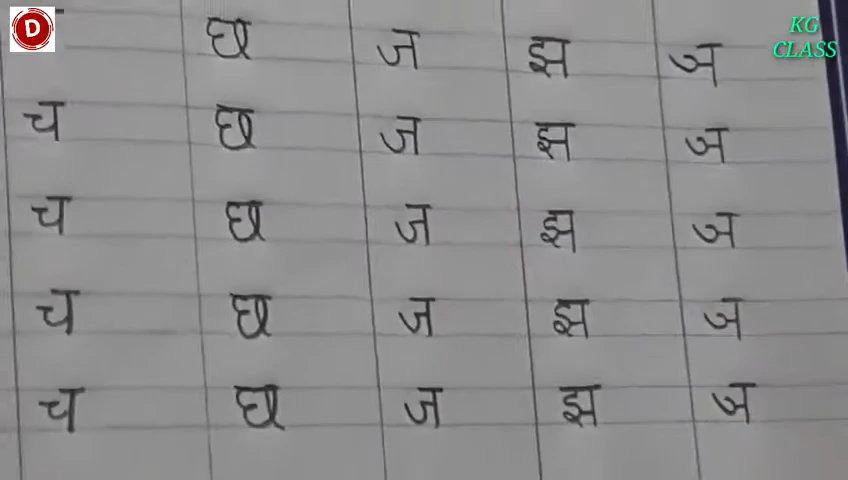 D
KG
CLASS
छ ज झ ञ
च छ ज झ ञ
च छ ज झ ञ
च छ ज झ ञ
च छ ज झ ञ